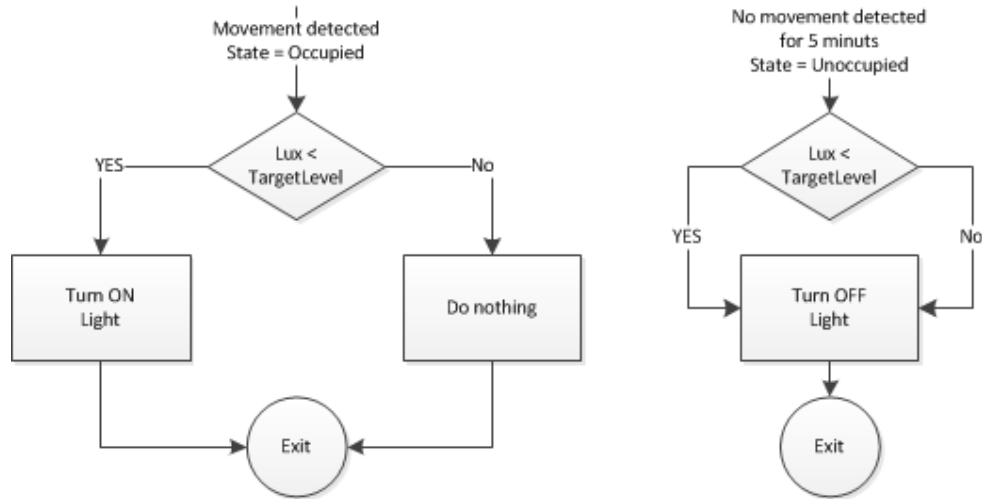 Movement detected
State = Occupied
Lux <
TargetLevel
YES
No
Turn ON
Light
Do nothing
Exit
No movement detected
for 5 minuts
State = Unoccupied
Lux <
TargetLevel
YES
No
Turn OFF
Light
Exit